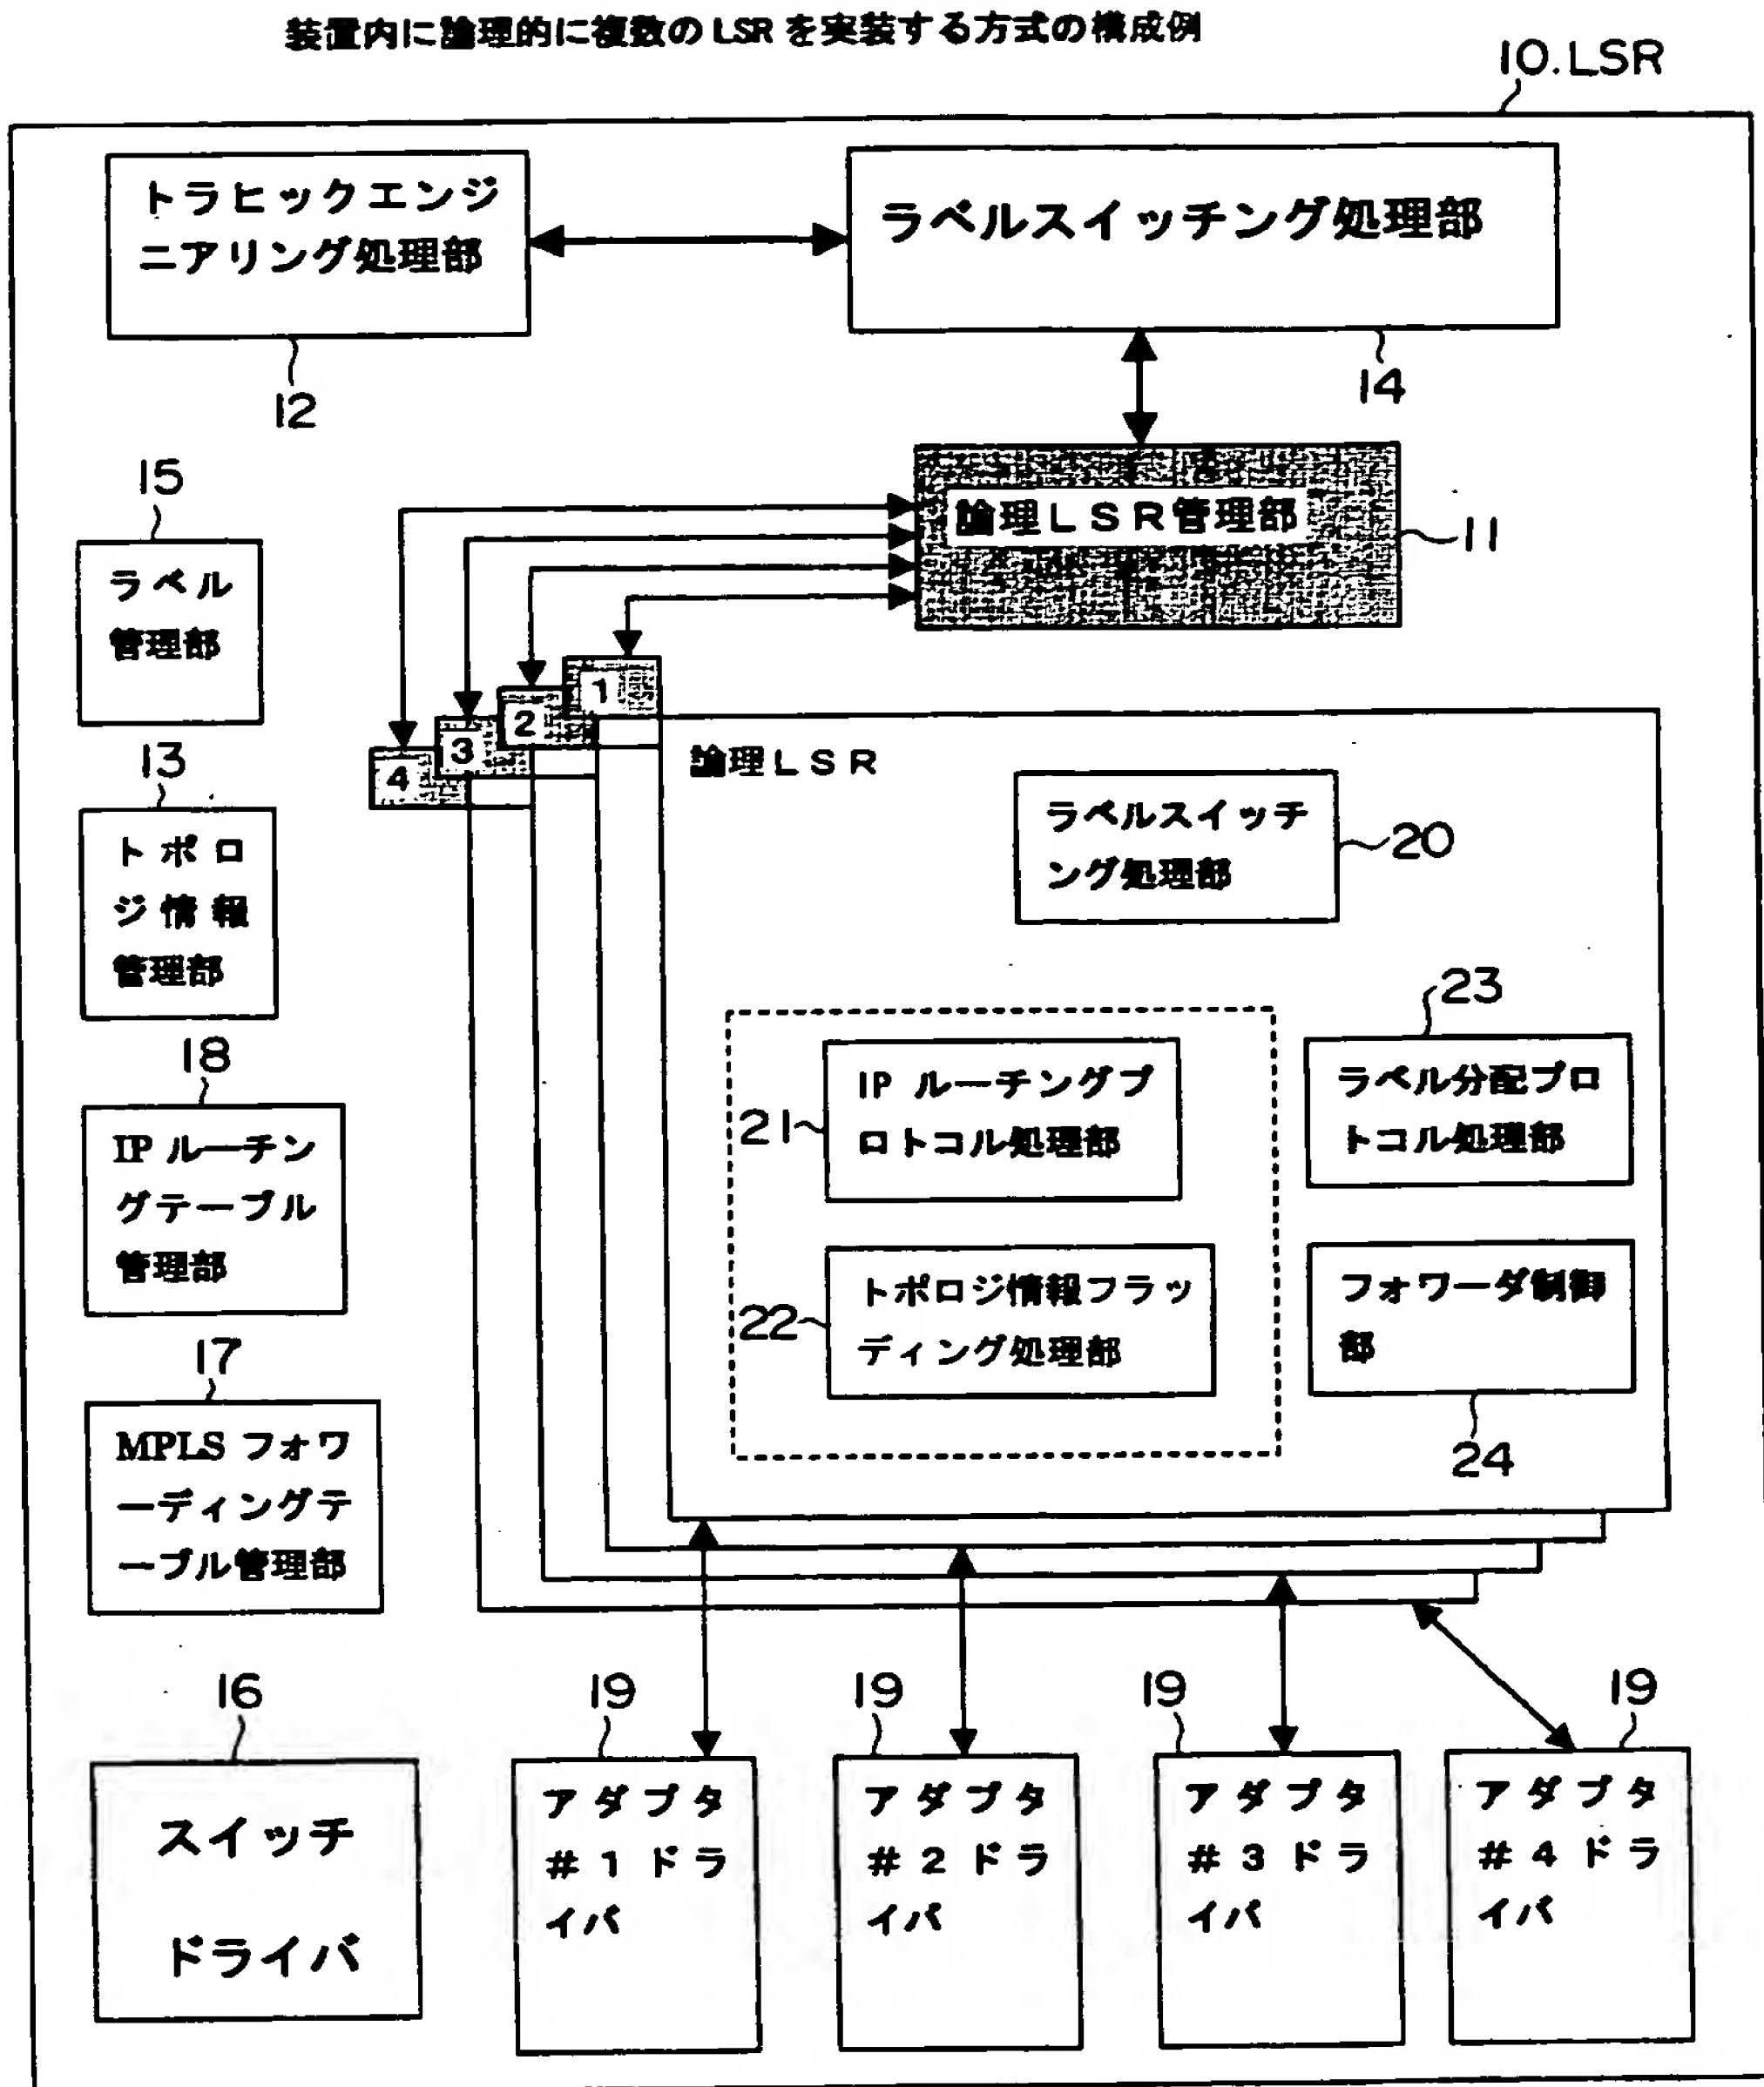 装置内に論理的に複数の LSR を実装する方式の構成例
10. LSR
トラヒックエンジ
ニアリング処理部
12
ラベルスイッチング処理部
14
論理LSR管理部
11
15
ラベル
管理部
1
2
3
4
13
トポロ
ジ情報
管理部
18
IP ルーチン
グテーブル
管理部
17
MPLS フォワ
ーディングテ
ーブル管理部
論理LSR
ラベルスイッチ
ング処理部
20
21
IP ルーチングプ
ロトコル処理部
22
トポロジ情報フラッ
ディング処理部
23
ラベル分配プロ
トコル処理部
フォワーダ制御
部
24
16
スイッチ
ドライバ
19
アダプタ
#1ドラ
イバ
19
アダプタ
#2ドラ
イバ
19
アダプタ
#3ドラ
イバ
19
アダプタ
#4ドラ
イバ